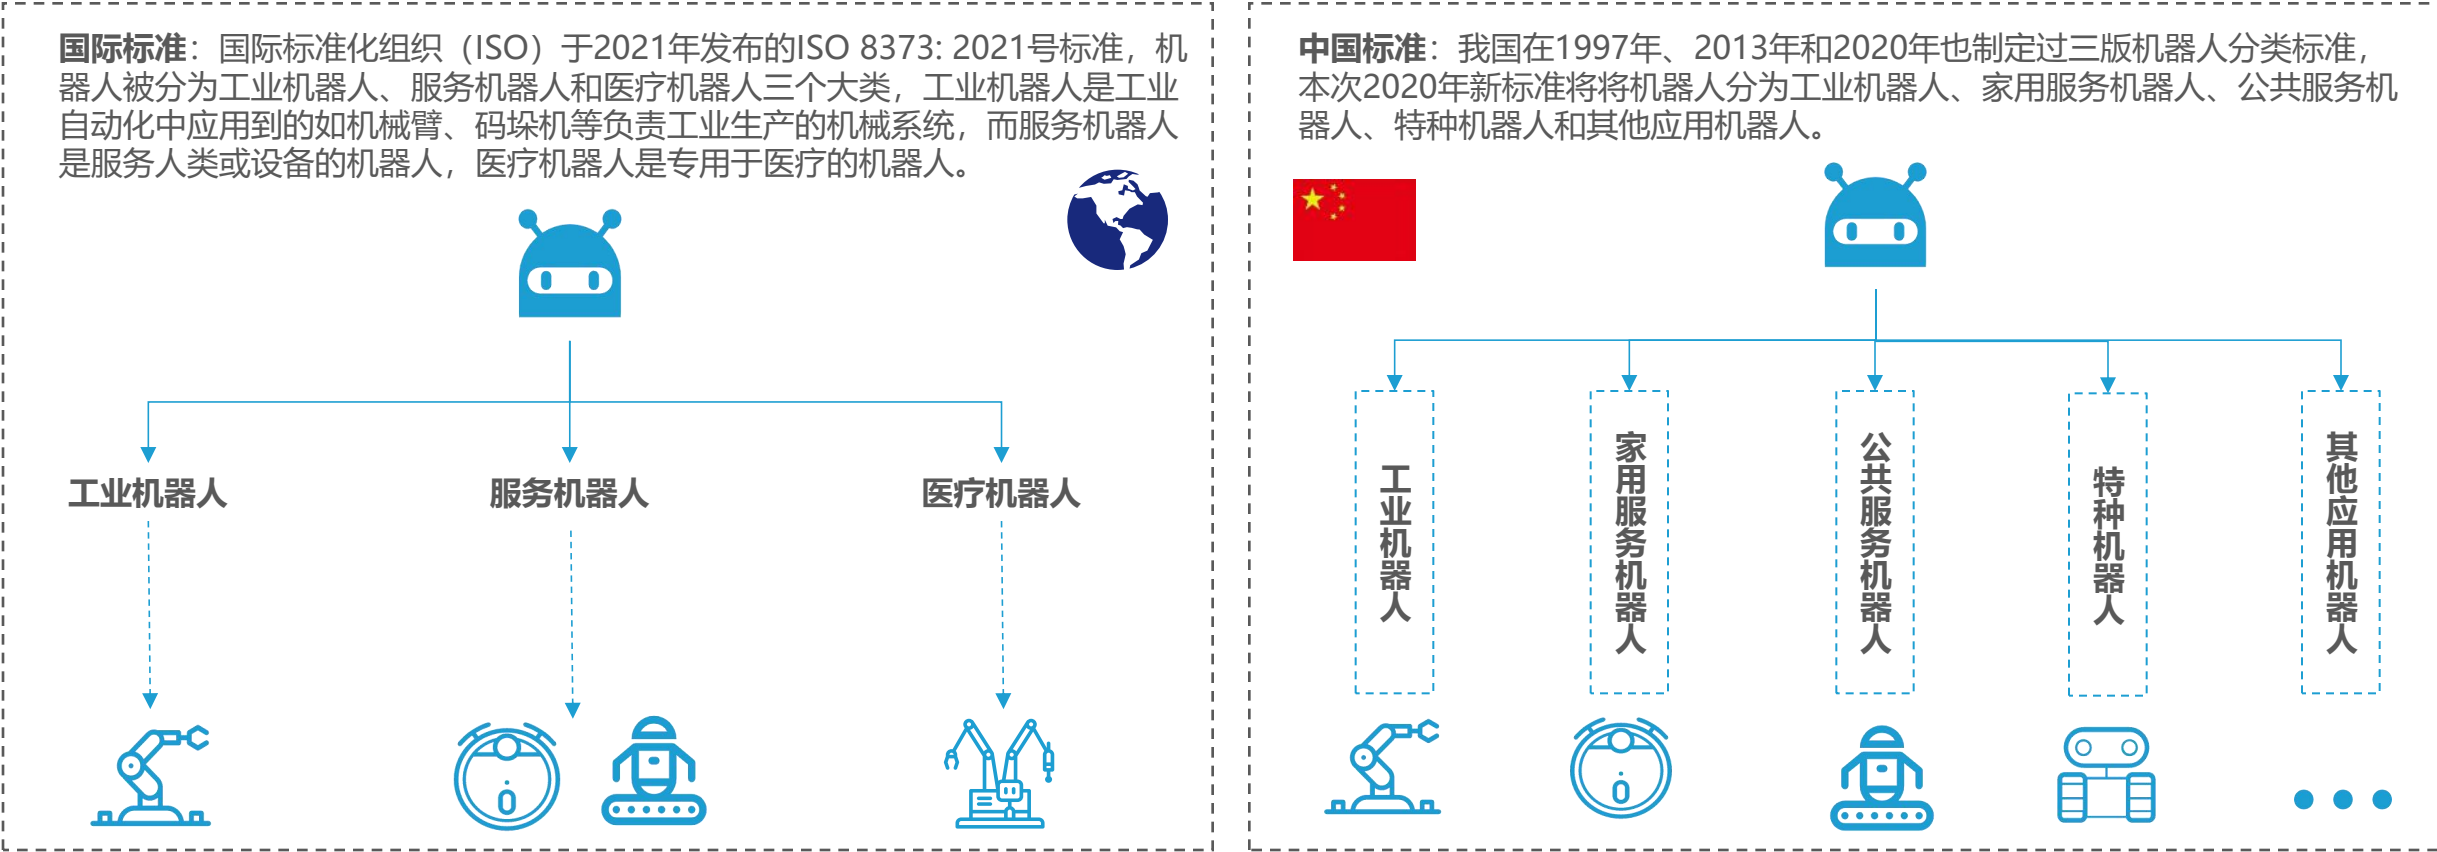 国际标准：国际标准化组织（ISO）于2021年发布的ISO 8373: 2021号标准，机
器人被分为工业机器人、服务机器人和医疗机器人三个大类，工业机器人是工业
自动化中应用到的如机械臂、码垛机等负责工业生产的机械系统，而服务机器人
是服务人类或设备的机器人，医疗机器人是专用于医疗的机器人。
工业机器人
服务机器人
医疗机器人
中国标准：我国在1997年、2013年和2020年也制定过三版机器人分类标准，
本次2020年新标准将将机器人分为工业机器人、家用服务机器人、公共服务机
器人、特种机器人和其他应用机器人。
工业机器人
家用服务机器人
公共服务机器人
特种机器人
其他应用机器人